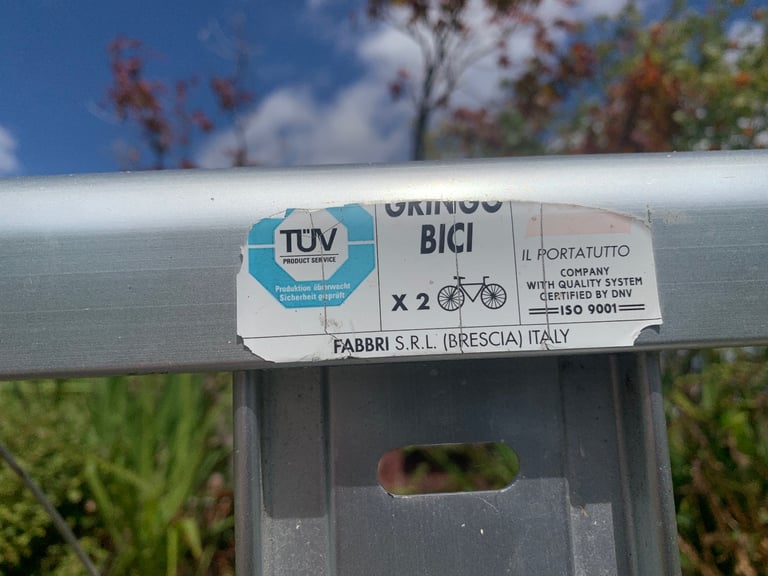 TÜV
PRODUCT SERVICE
Produktion überwacht
Sicherheit geprüft
GRINGO
BICI
X 2
IL PORTATUTTO
COMPANY
WITH QUALITY SYSTEM
CERTIFIED BY DNV
ISO 9001
FABBRI S.R.L. (BRESCIA) ITALY